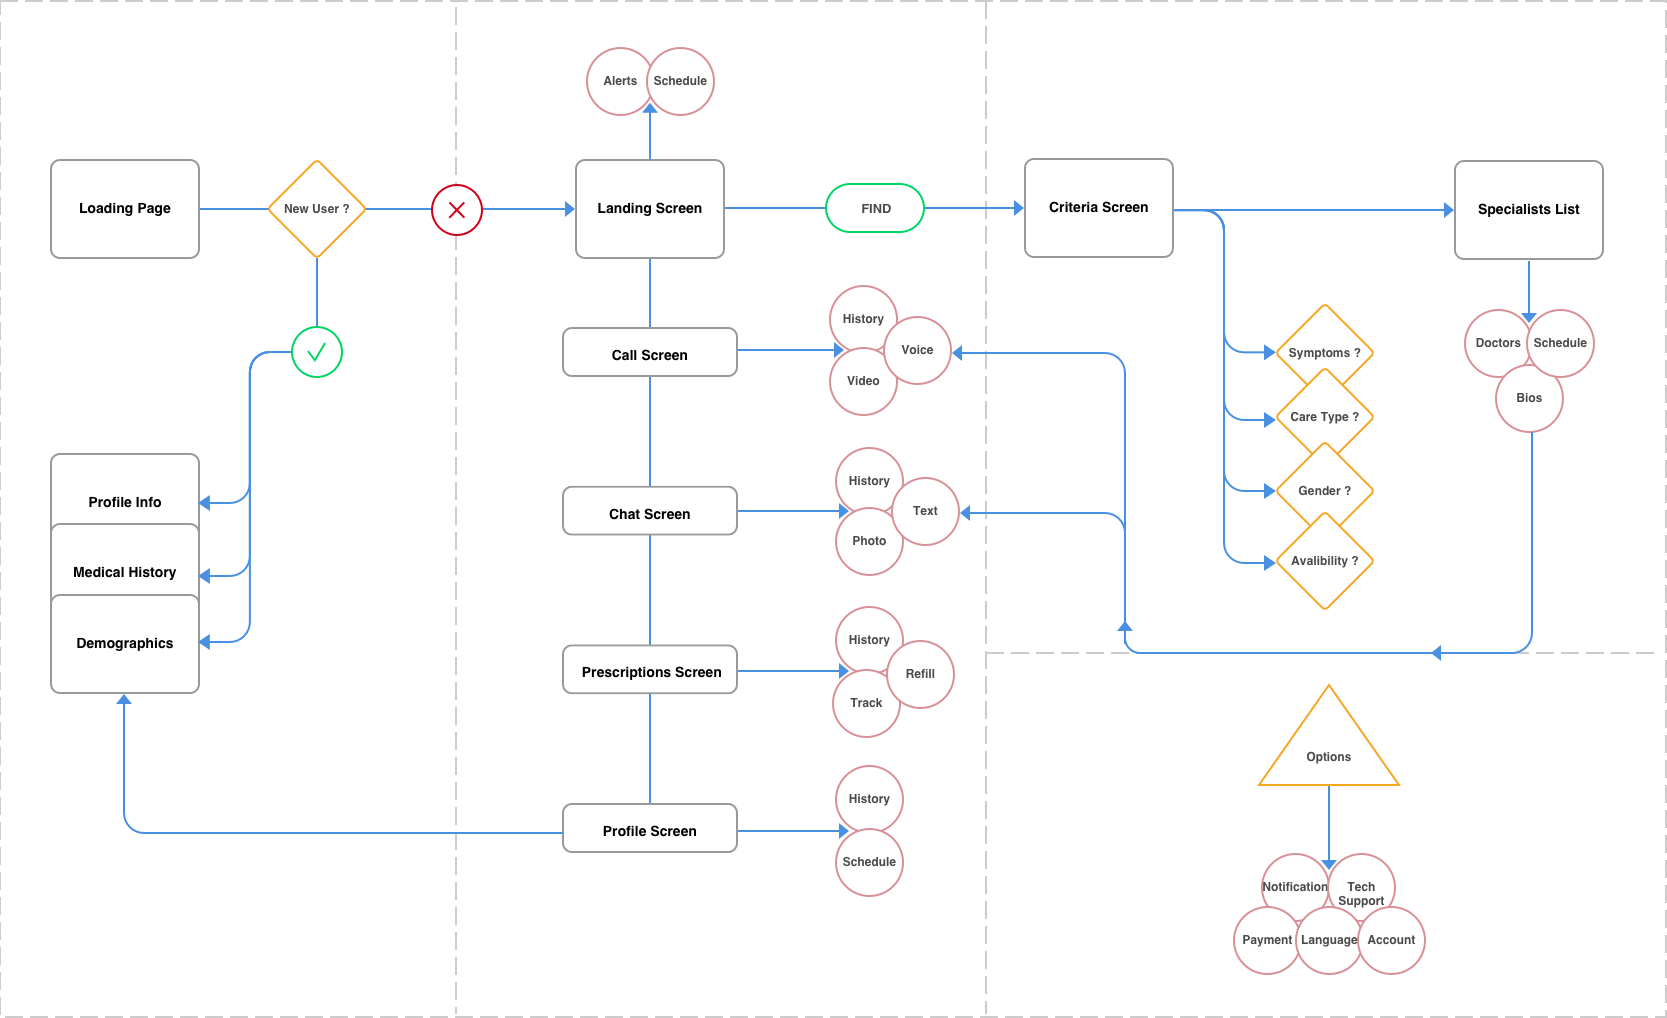 Alerts
Schedule
Loading Page
New User ?
Landing Screen
FIND
Criteria Screen
Specialists List
Call Screen
History
Voice
Video
Symptoms ?
Care Type ?
Gender ?
Avalibility ?
Doctors
Schedule
Bios
Profile Info
Medical History
Demographics
Chat Screen
History
Text
Photo
Prescriptions Screen
History
Refill
Track
Profile Screen
History
Schedule
Options
Notification
Tech
Support
Payment
Language
Account